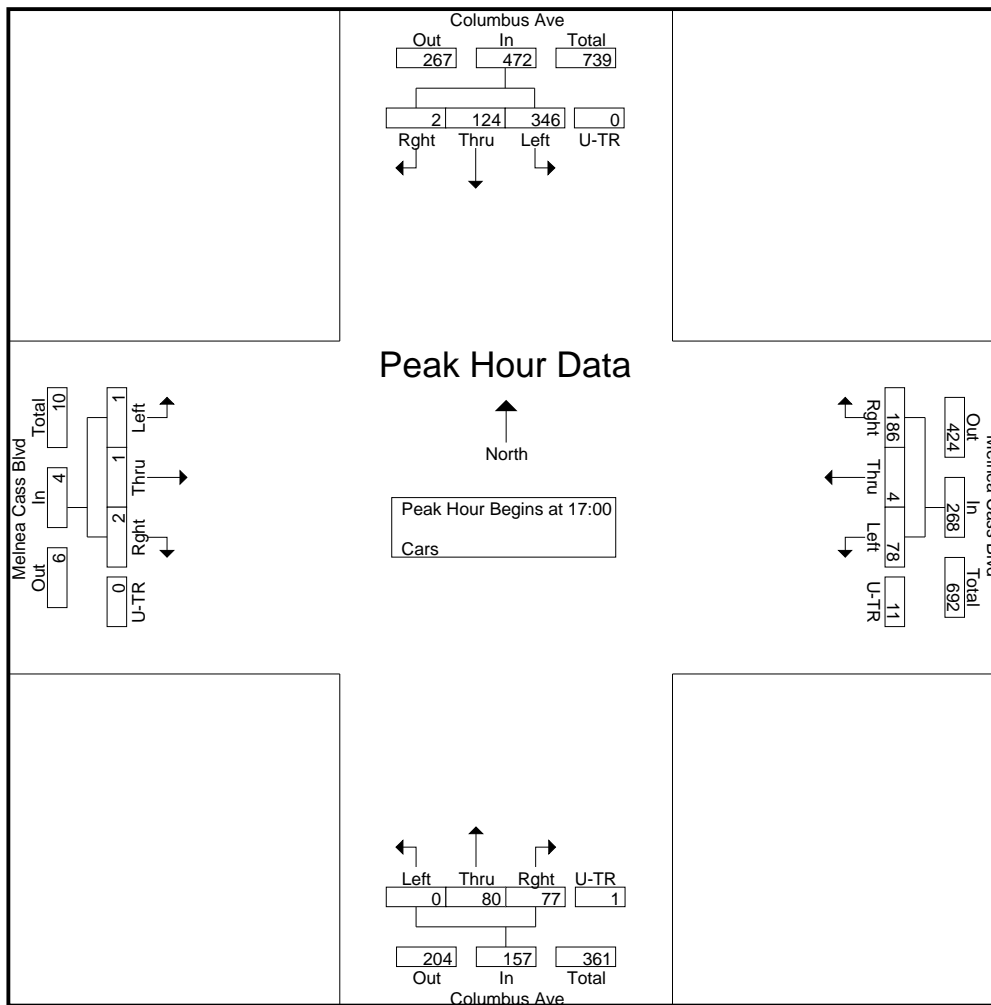 Columbus Ave
Out In Total
267 472 739
2 124 346 0
Rght Thru Left U-TR
Peak Hour Data
North
Peak Hour Begins at 17:00
Cars
Melnea Cass Blvd
Total In Out
10 4 6
1 1 2 0
Left Thru Rght U-TR
Melnea Cass Blvd
Out In Total
424 268 692
186 4 78 11
Rght Thru Left U-TR
Left Thru Rght U-TR
0 80 77 1
204 157 361
Out In Total
Columbus Ave